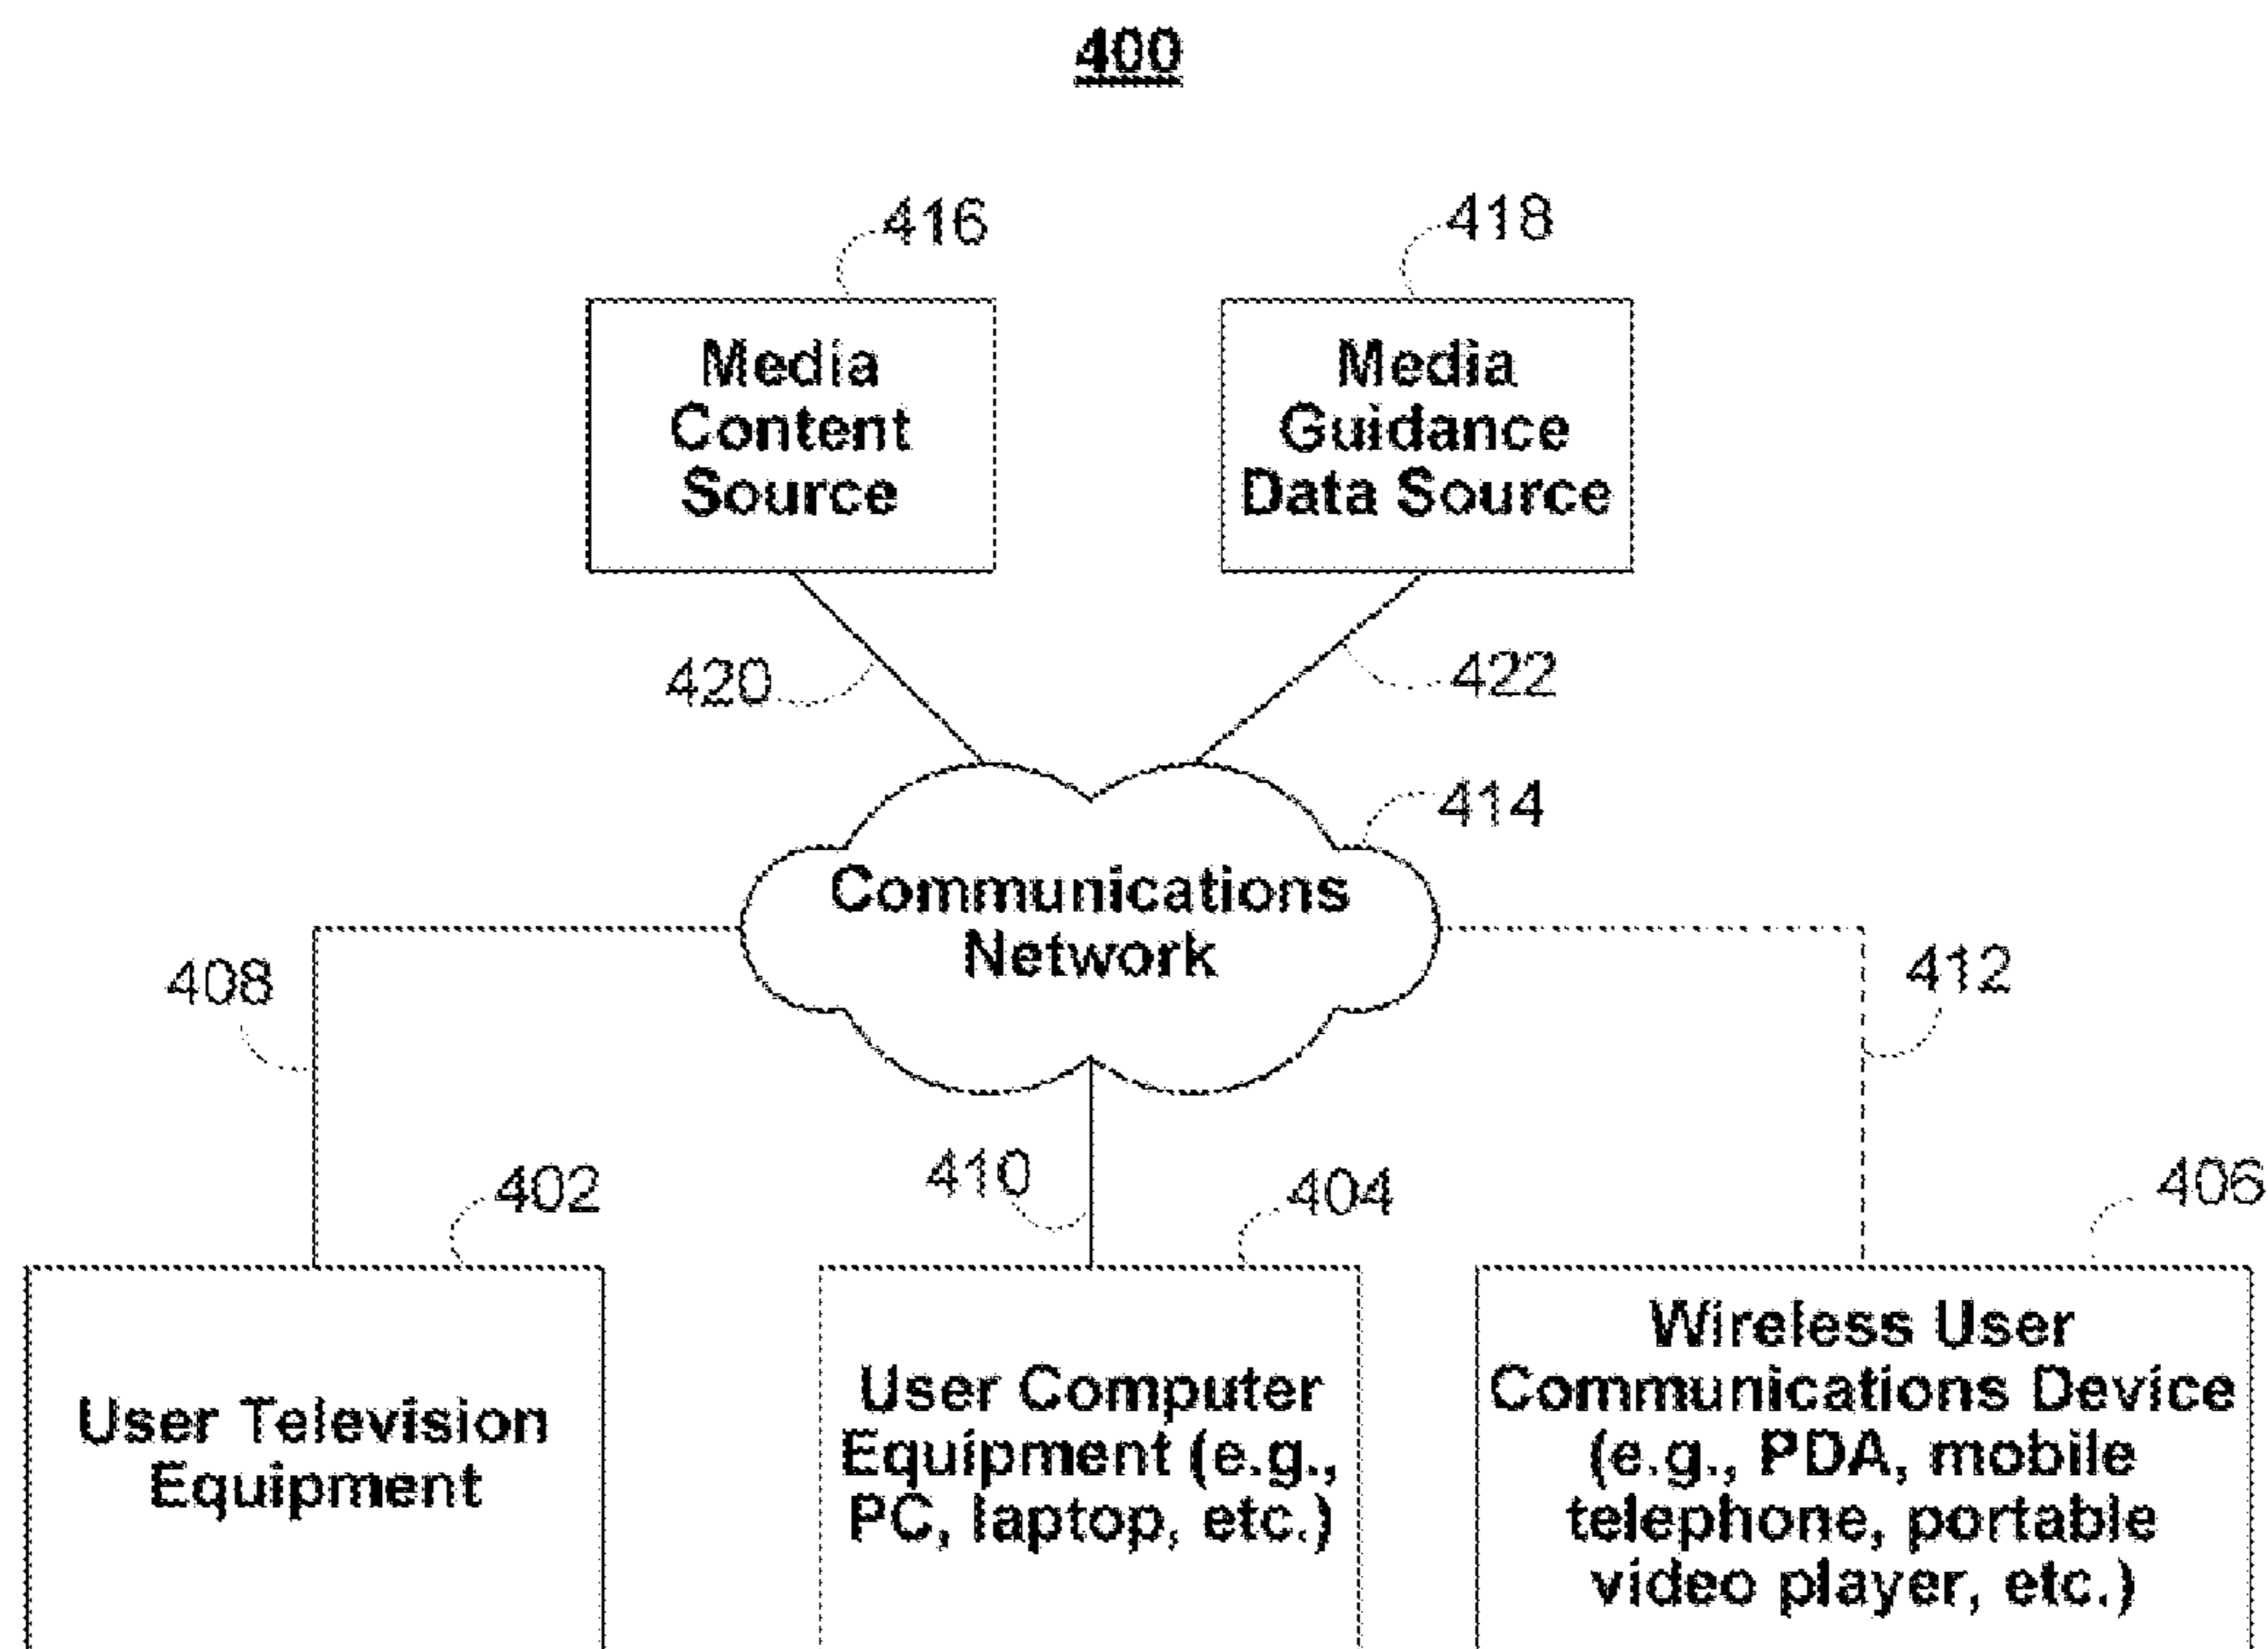 400
416
418
Media
Content
Source
Media
Guidance
Data Source
420
422
414
Communications
Network
408
412
410
402
404
406
User Television
Equipment
User Computer
Equipment (e.g.,
PC, laptop, etc.)
Wireless User
Communications Device
(e.g., PDA, mobile
telephone, portable
video player, etc.)